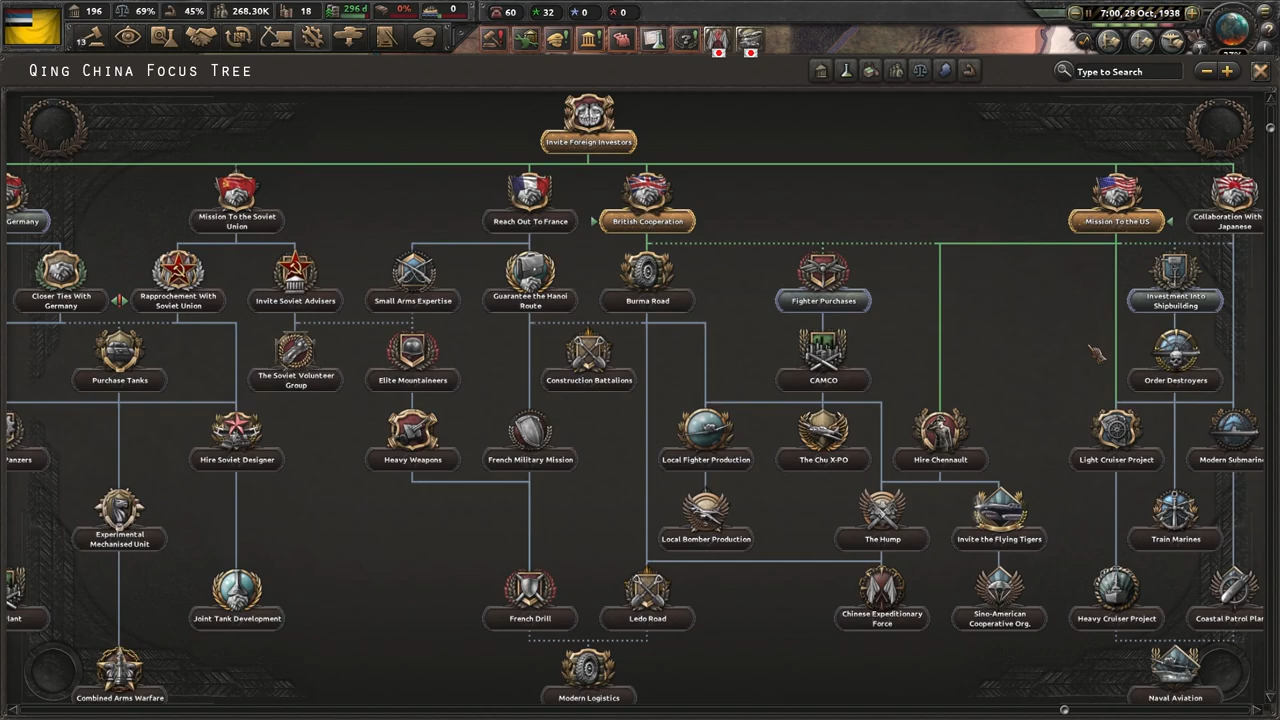 196
69%
45%
268.30K
18
296 d
0%
0
60
32
0
0
7:00, 28 Oct, 1938
13
Qing China Focus Tree
Type to Search
Invite Foreign Investors
Germany
Mission To the Soviet
Union
Reach Out To France
British Cooperation
Mission To the US
Collaboration With
Japanese
Closer Ties With
Germany
Rapprochement With
Soviet Union
Invite Soviet Advisers
Small Arms Expertise
Guarantee the Hanoi
Route
Burma Road
Fighter Purchases
Investment Into
Shipbuilding
Purchase Tanks
The Soviet Volunteer
Group
Elite Mountaineers
Construction Battalions
CAMCO
Order Destroyers
Panzers
Hire Soviet Designer
Heavy Weapons
French Military Mission
Local Fighter Production
The Chu X-PO
Hire Chennault
Light Cruiser Project
Modern Submarin
Experimental
Mechanised Unit
Local Bomber Production
The Hump
Invite the Flying Tigers
Train Marines
Plant
Joint Tank Development
French Drill
Ledo Road
Chinese Expeditionary
Force
Sino-American
Cooperative Org.
Heavy Cruiser Project
Coastal Patrol Plan
Combined Arms Warfare
Modern Logistics
Naval Aviation